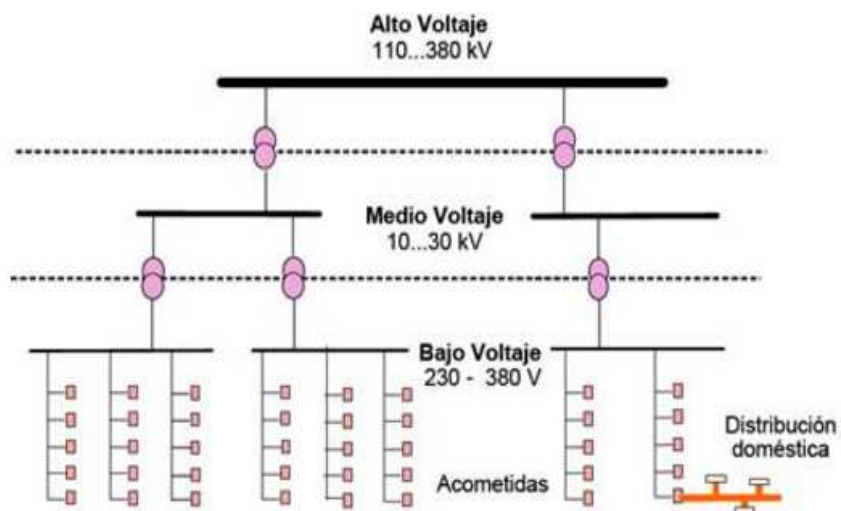 Alto Voltaje
110...380 kV
Medio Voltaje
10...30 kV
Bajo Voltaje
230 - 380 V
Distribución
doméstica
Acometidas